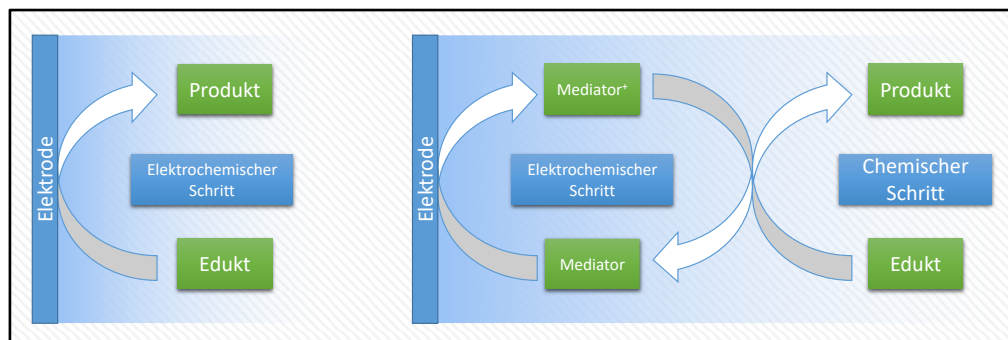 Elektrode
Produkt
Elektrochemischer
Schritt
Edukt
Elektrode
Mediator⁺
Elektrochemischer
Schritt
Mediator
Produkt
Chemischer
Schritt
Edukt